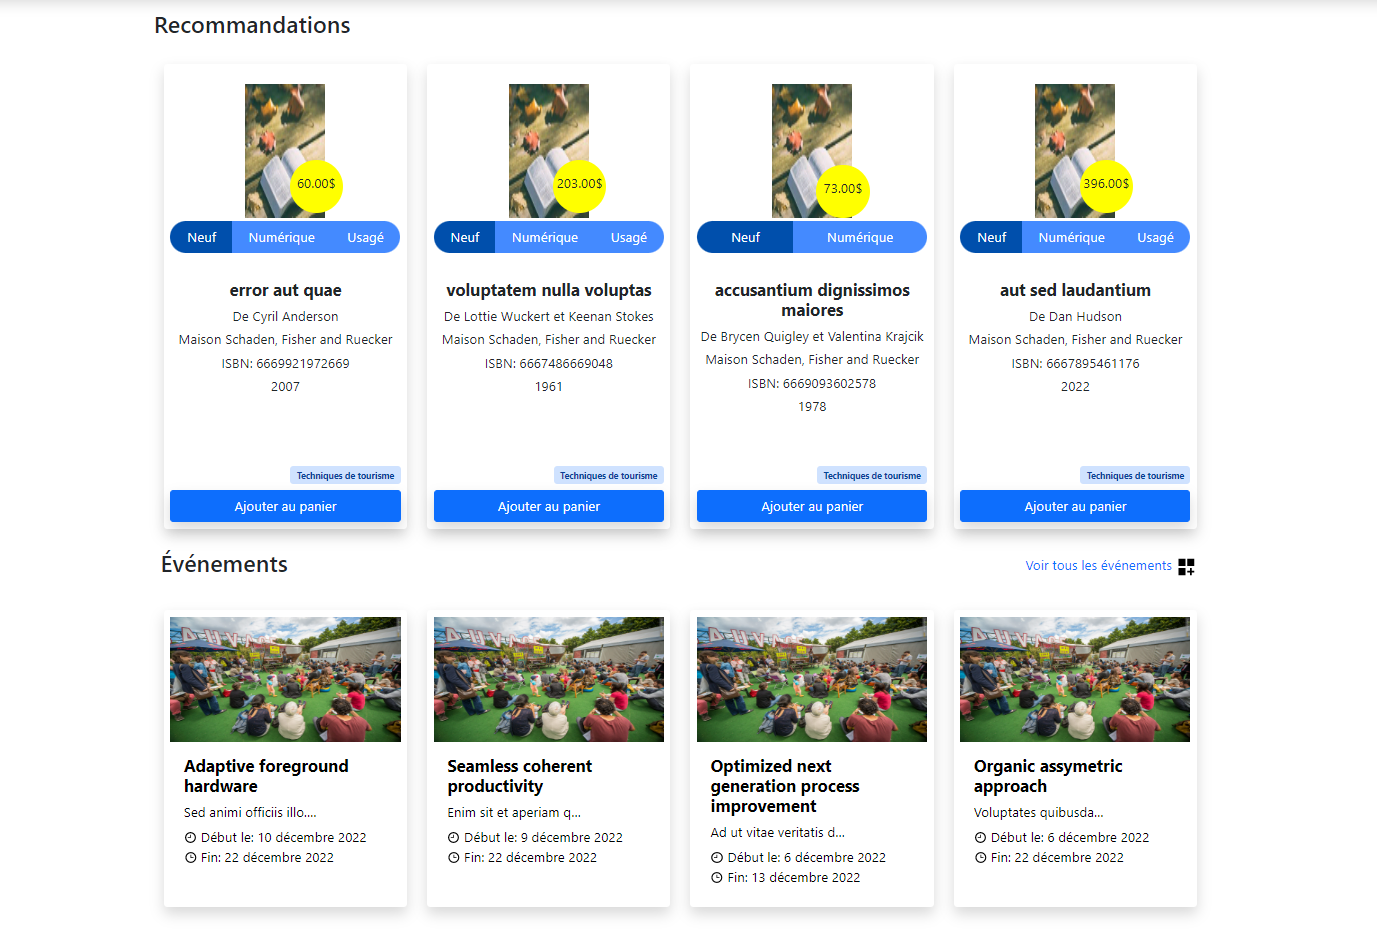 Recommandations
60.00$
Neuf Numérique Usagé
error aut quae
De Cyril Anderson
Maison Schaden, Fisher and Ruecker
ISBN: 6669921972669
2007
Techniques de tourisme
Ajouter au panier
203.00$
Neuf Numérique Usagé
voluptatem nulla voluptas
De Lottie Wuckert et Keenan Stokes
Maison Schaden, Fisher and Ruecker
ISBN: 6667486669048
1961
Techniques de tourisme
Ajouter au panier
73.00$
Neuf Numérique
accusantium dignissimos
maiores
De Brycen Quigley et Valentina Krajcik
Maison Schaden, Fisher and Ruecker
ISBN: 6669093602578
1978
Techniques de tourisme
Ajouter au panier
396.00$
Neuf Numérique Usagé
aut sed laudantium
De Dan Hudson
Maison Schaden, Fisher and Ruecker
ISBN: 6667895461176
2022
Techniques de tourisme
Ajouter au panier
Événements
Voir tous les événements
Adaptive foreground
hardware
Sed animi officiis illo....
Début le: 10 décembre 2022
Fin: 22 décembre 2022
Seamless coherent
productivity
Enim sit et aperiam q...
Début le: 9 décembre 2022
Fin: 22 décembre 2022
Optimized next
generation process
improvement
Ad ut vitae veritatis d...
Début le: 6 décembre 2022
Fin: 13 décembre 2022
Organic assymetric
approach
Voluptates quibusda...
Début le: 6 décembre 2022
Fin: 22 décembre 2022